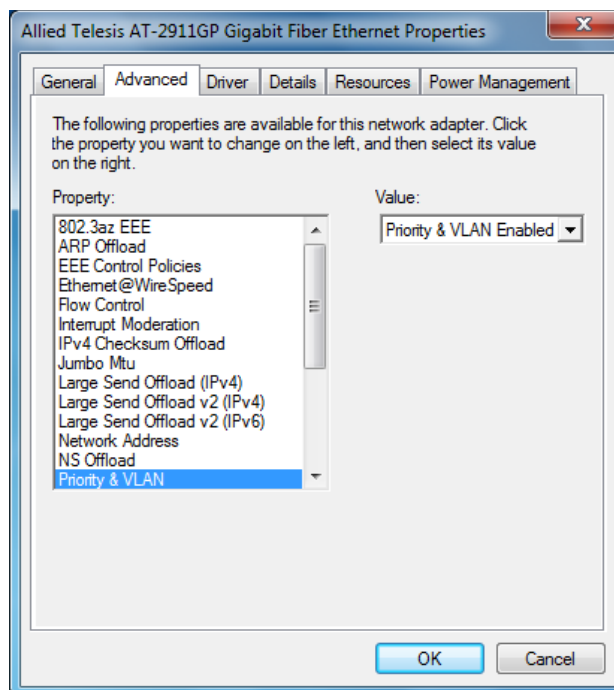 Allied Telesis AT-2911GP Gigabit Fiber Ethernet Properties
General Advanced Driver Details Resources Power Management
The following properties are available for this network adapter. Click
the property you want to change on the left, and then select its value
on the right.
Property:
Value:
802.3az EEE
ARP Offload
EEE Control Policies
Ethernet@WireSpeed
Flow Control
Interrupt Moderation
IPv4 Checksum Offload
Jumbo Mtu
Large Send Offload (IPv4)
Large Send Offload v2 (IPv4)
Large Send Offload v2 (IPv6)
Network Address
NS Offload
Priority & VLAN
Priority & VLAN Enabled
OK
Cancel